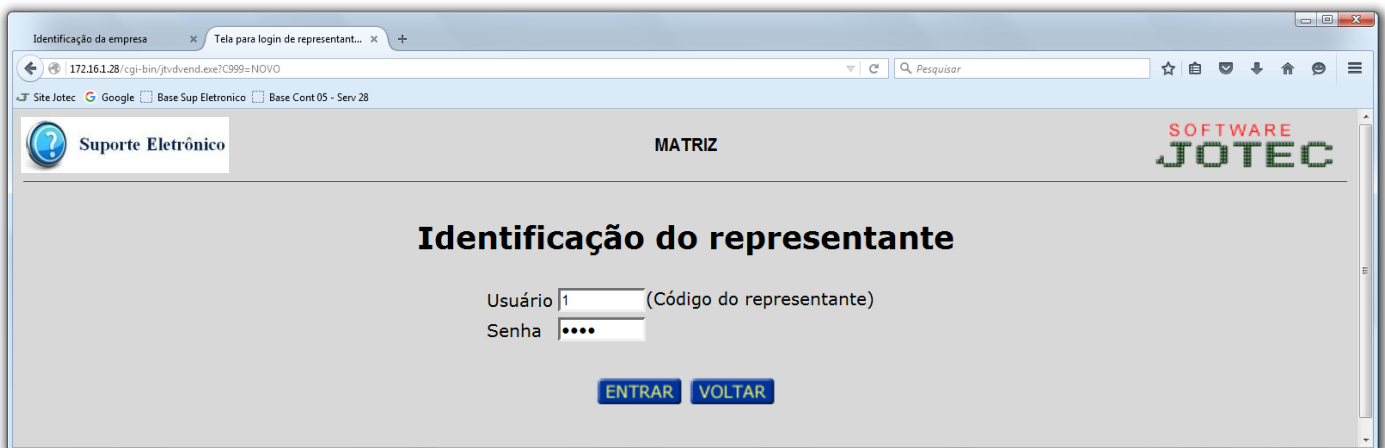 Identificação da empresa
Tela para login de representant...
172.16.1.28/cgi-bin/jtvdvend.exe?C999=NOVO
Pesquisar
Site Jotec Google Base Sup Eletronico Base Cont 05 - Serv 28
Suporte Eletrônico
MATRIZ
SOFTWARE
JOTEC
Identificação do representante
Usuário 1 (Código do representante)
Senha ••••
ENTRAR VOLTAR